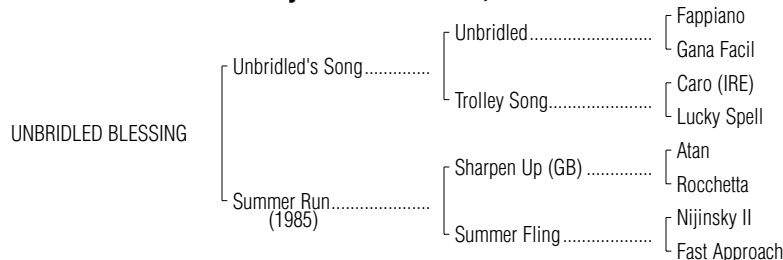 Fappiano
Unbridled..............................
Gana Facil
Unbridled's Song..............
Caro (IRE)
Trolley Song.........................
Lucky Spell
UNBRIDLED BLESSING
Atan
Sharpen Up (GB) ................
Rocchetta
Summer Run.....................
(1985)
Nijinsky II
Summer Fling......................
Fast Approach